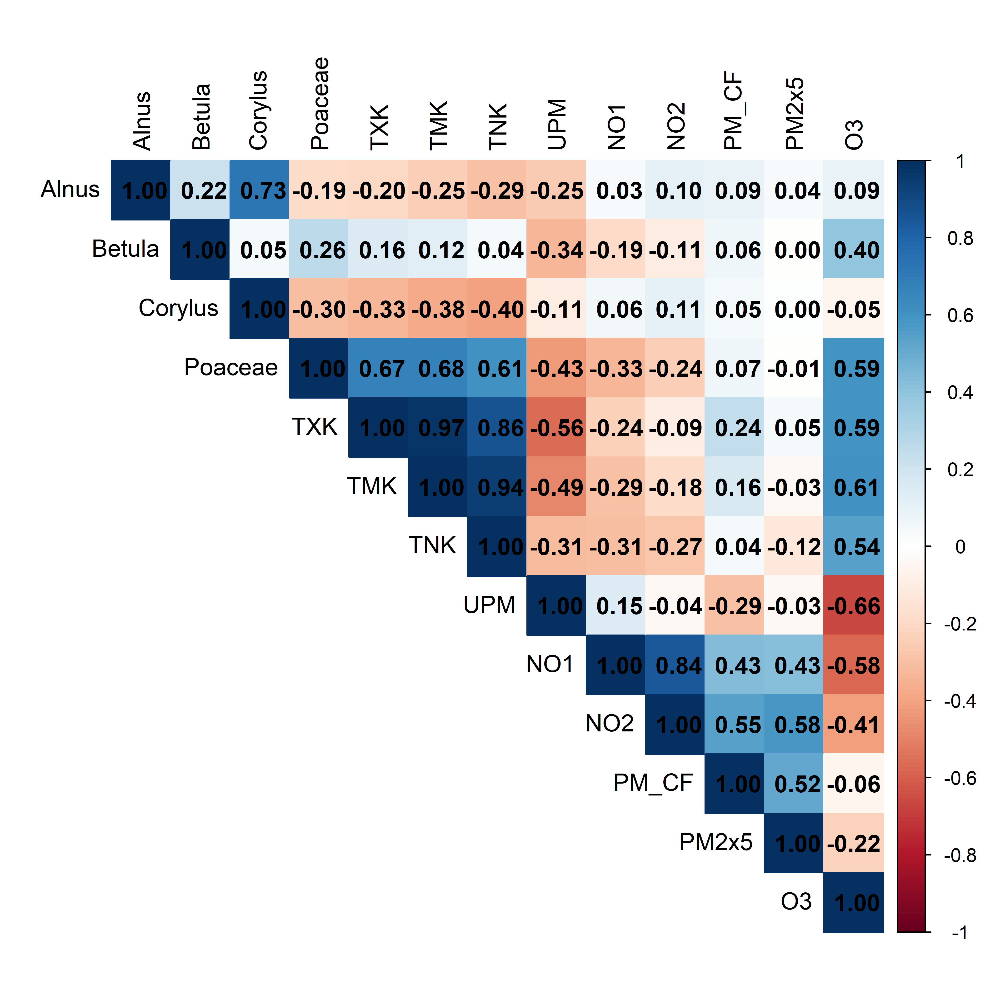 Alnus Betula Corylus Poaceae TXK TMK TNK UPM NO1 NO2 PM_CF PM2x5 O3
Alnus 1.00 0.22 0.73 -0.19 -0.20 -0.25 -0.29 -0.25 0.03 0.10 0.09 0.04 0.09
Betula 1.00 0.05 0.26 0.16 0.12 0.04 -0.34 -0.19 -0.11 0.06 0.00 0.40
Corylus 1.00 -0.30 -0.33 -0.38 -0.40 -0.11 0.06 0.11 0.05 0.00 -0.05
Poaceae 1.00 0.67 0.68 0.61 -0.43 -0.33 -0.24 0.07 -0.01 0.59
TXK 1.00 0.97 0.86 -0.56 -0.24 -0.09 0.24 0.05 0.59
TMK 1.00 0.94 -0.49 -0.29 -0.18 0.16 -0.03 0.61
TNK 1.00 -0.31 -0.31 -0.27 0.04 -0.12 0.54
UPM 1.00 0.15 -0.04 -0.29 -0.03 -0.66
NO1 1.00 0.84 0.43 0.43 -0.58
NO2 1.00 0.55 0.58 -0.41
PM_CF 1.00 0.52 -0.06
PM2x5 1.00 -0.22
O3 1.00
1
0.8
0.6
0.4
0.2
0
-0.2
-0.4
-0.6
-0.8
-1